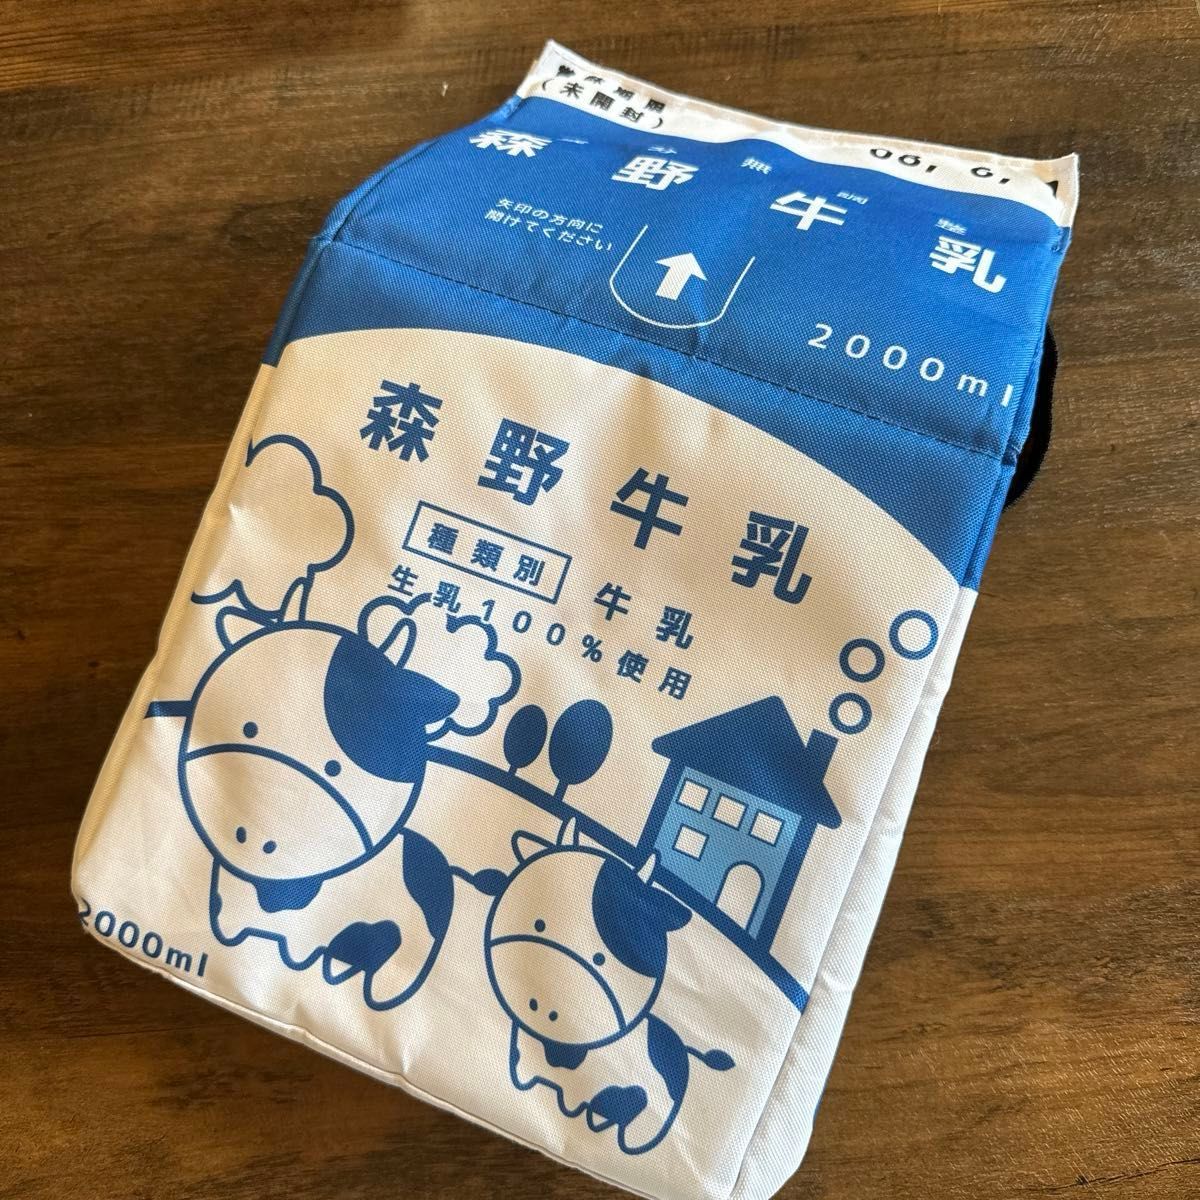 (未開封)
森野牛乳
矢印の方向に
開けてください
2000ml
森野牛乳
種類別 牛乳
生乳100%使用
2000ml